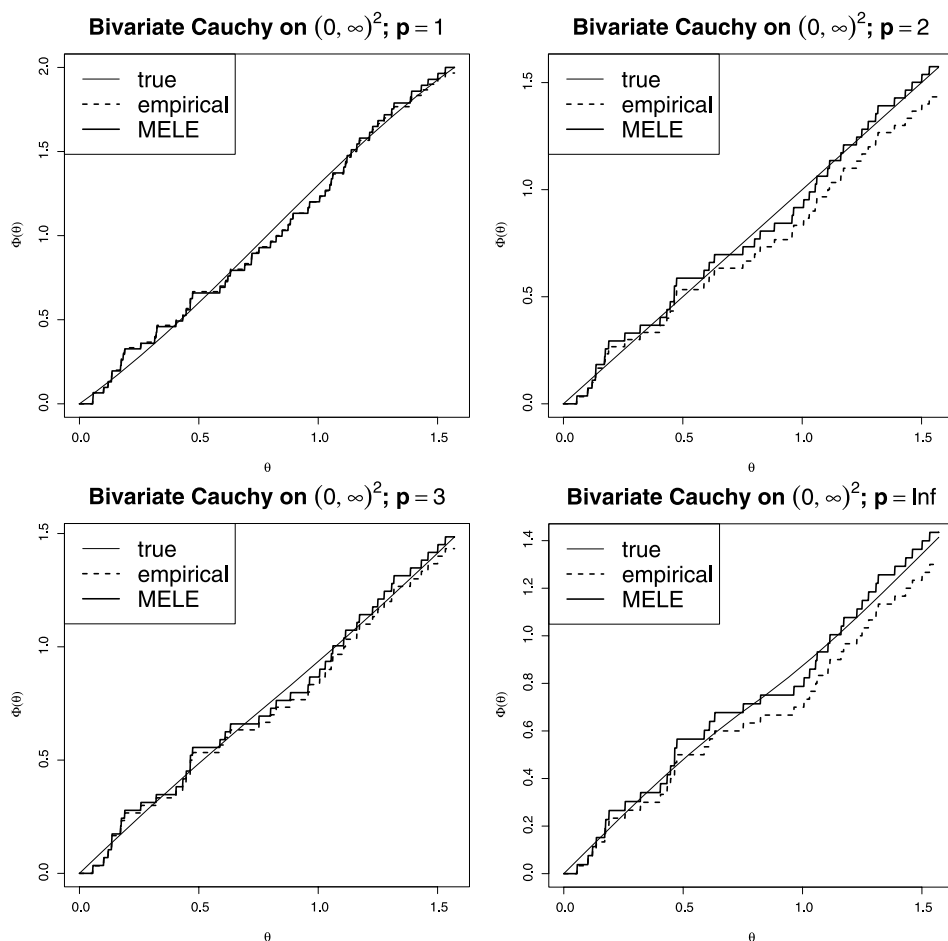 Bivariate Cauchy on (0, ∞)²; p = 1
true
empirical
MELE
Φ(θ)
0.0 0.5 1.0 1.5 2.0
0.0 0.5 1.0 1.5
θ
Bivariate Cauchy on (0, ∞)²; p = 2
true
empirical
MELE
Φ(θ)
0.0 0.5 1.0 1.5
0.0 0.5 1.0 1.5
θ
Bivariate Cauchy on (0, ∞)²; p = 3
true
empirical
MELE
Φ(θ)
0.0 0.5 1.0 1.5
0.0 0.5 1.0 1.5
θ
Bivariate Cauchy on (0, ∞)²; p = Inf
true
empirical
MELE
Φ(θ)
0.0 0.2 0.4 0.6 0.8 1.0 1.2 1.4
0.0 0.5 1.0 1.5
θ